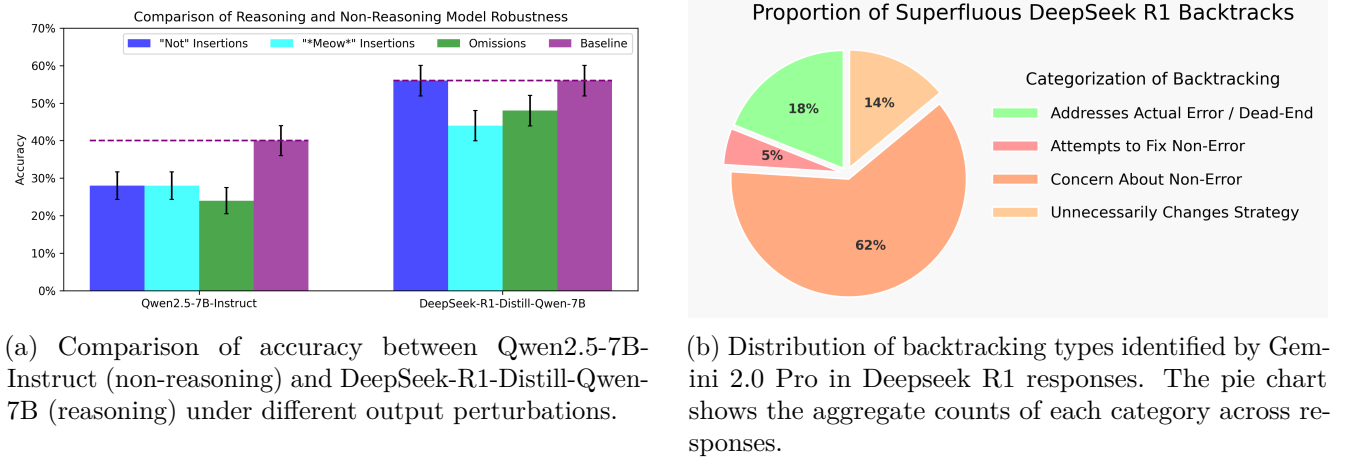 Comparison of Reasoning and Non-Reasoning Model Robustness
70%
60%
50%
40%
30%
20%
10%
0%
Accuracy
"Not" Insertions
"*Meow*" Insertions
Omissions
Baseline
Qwen2.5-7B-Instruct
DeepSeek-R1-Distill-Qwen-7B
(a) Comparison of accuracy between Qwen2.5-7B-
Instruct (non-reasoning) and DeepSeek-R1-Distill-Qwen-
7B (reasoning) under different output perturbations.
Proportion of Superfluous DeepSeek R1 Backtracks
18%
14%
5%
62%
Categorization of Backtracking
Addresses Actual Error / Dead-End
Attempts to Fix Non-Error
Concern About Non-Error
Unnecessarily Changes Strategy
(b) Distribution of backtracking types identified by Gem-
ini 2.0 Pro in Deepseek R1 responses. The pie chart
shows the aggregate counts of each category across re-
sponses.